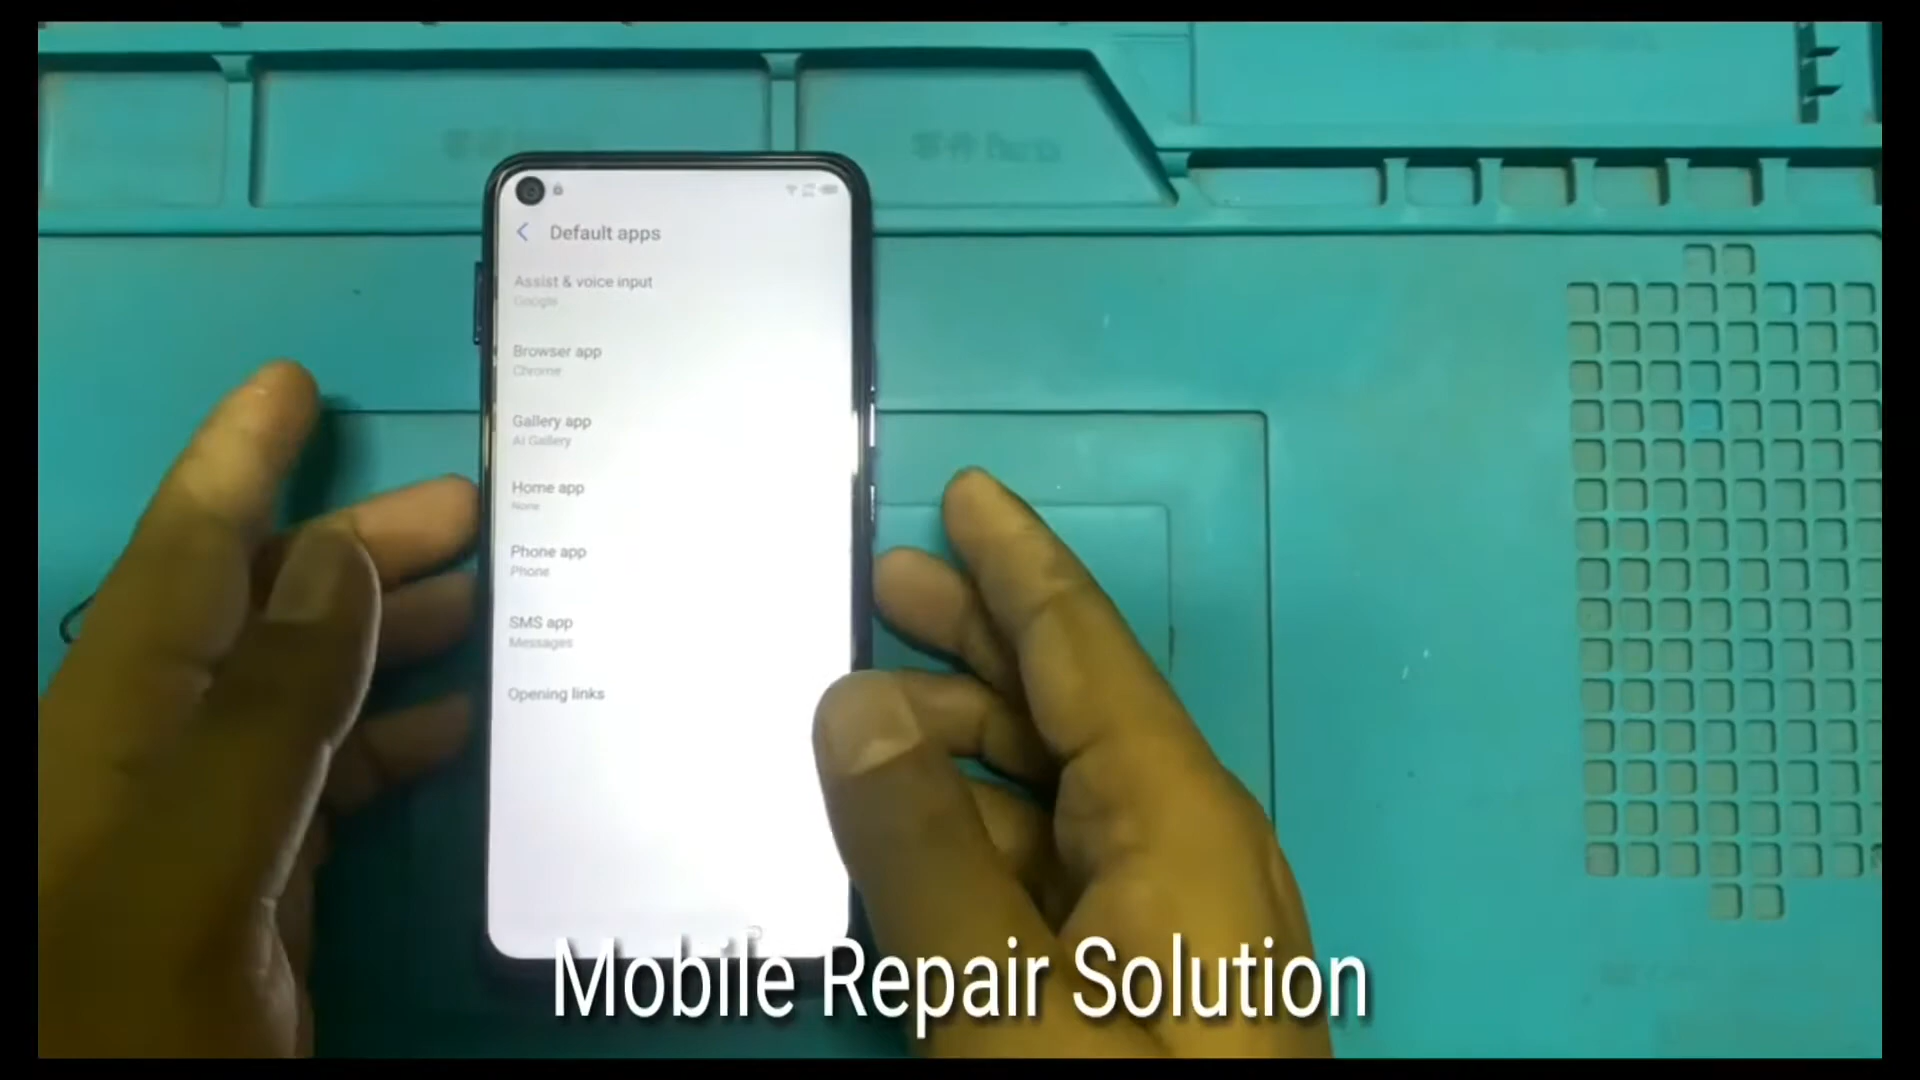 Default apps
Assist & voice input
Google
Browser app
Chrome
Gallery app
AI Gallery
Home app
None
Phone app
Phone
SMS app
Messages
Opening links
Mobile Repair Solution